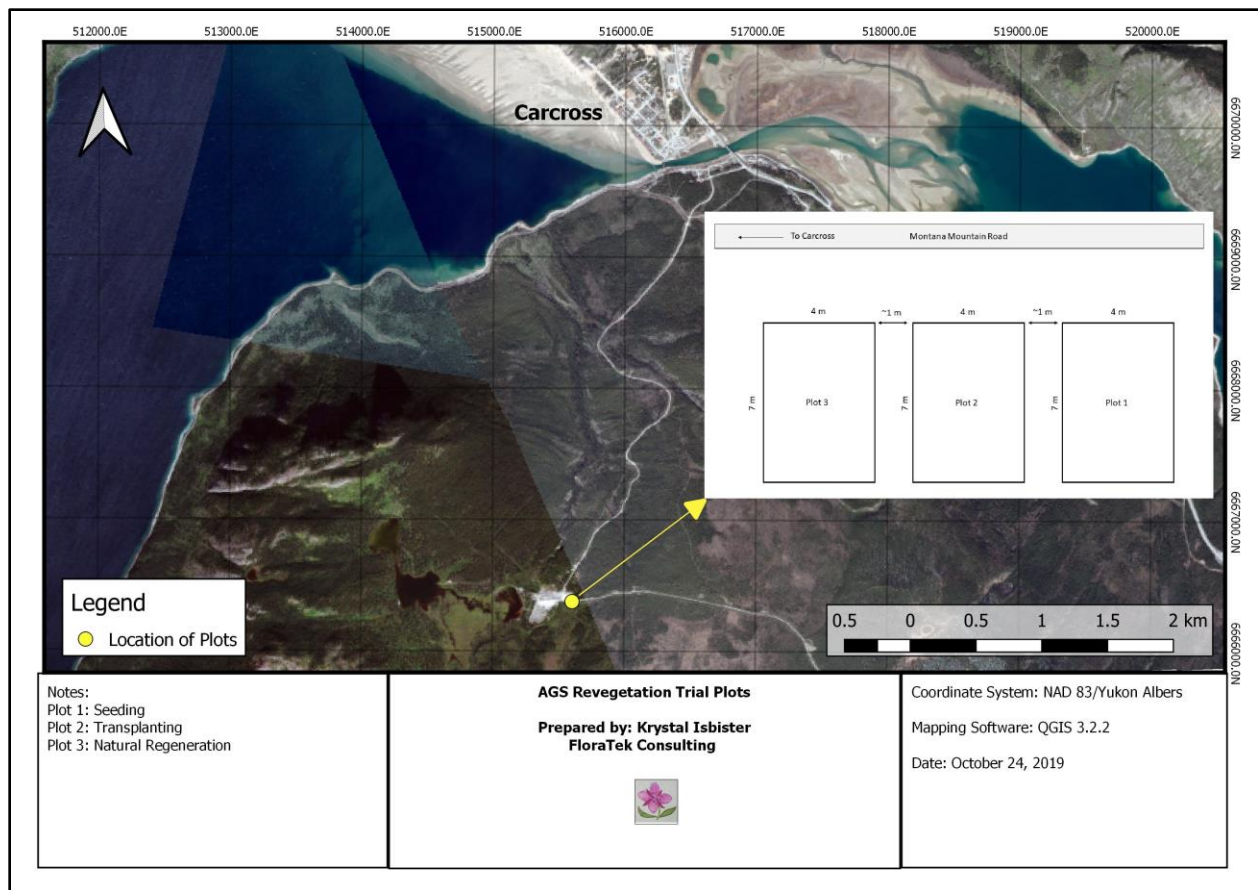 512000.0E 513000.0E 514000.0E 515000.0E 516000.0E 517000.0E 518000.0E 519000.0E 520000.0E
Carcross
6670000.0N
6669000.0N
6668000.0N
6667000.0N
6666000.0N
To Carcross Montana Mountain Road
4 m ~1 m 4 m ~1 m 4 m
7 m Plot 3 7 m Plot 2 7 m Plot 1
Legend
Location of Plots
0.5 0 0.5 1 1.5 2 km
Notes:
Plot 1: Seeding
Plot 2: Transplanting
Plot 3: Natural Regeneration
AGS Revegetation Trial Plots
Prepared by: Krystal Isbister
FloraTek Consulting
Coordinate System: NAD 83/Yukon Albers
Mapping Software: QGIS 3.2.2
Date: October 24, 2019